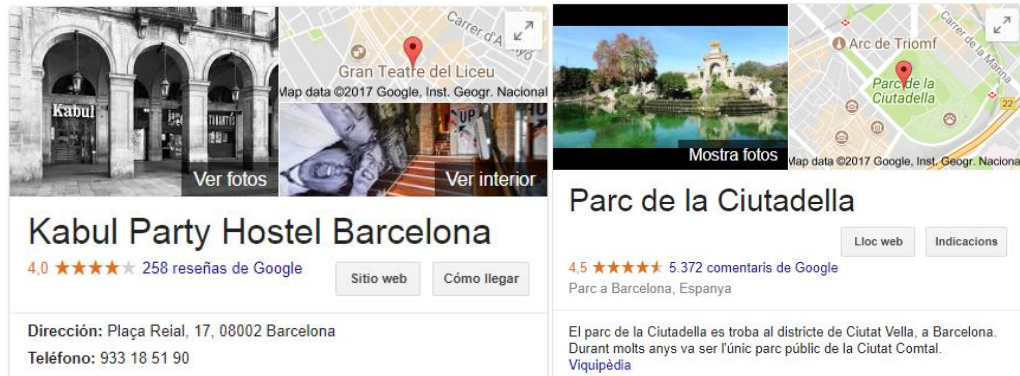 Kabul
Ver fotos
Carrer d'A
Gran Teatre del Liceu
Map data ©2017 Google, Inst. Geogr. Nacional
UP
Ver interior
Kabul Party Hostel Barcelona
4,0 258 reseñas de Google
Sitio web
Cómo llegar
Dirección: Plaça Reial, 17, 08002 Barcelona
Teléfono: 933 18 51 90
Mostra fotos
Carrer de la Marina
Arc de Triomf
Parc de la
Ciutadella
22
Map data ©2017 Google, Inst. Geogr. Naciona
Parc de la Ciutadella
Lloc web
Indicacions
4,5 5.372 comentaris de Google
Parc a Barcelona, Espanya
El parc de la Ciutadella es troba al districte de Ciutat Vella, a Barcelona.
Durant molts anys va ser l'únic parc públic de la Ciutat Comtal.
Viquipèdia